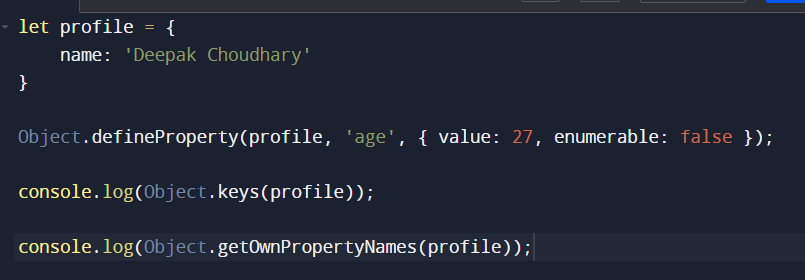 let profile = {
    name: 'Deepak Choudhary'
}
Object.defineProperty(profile, 'age', { value: 27, enumerable: false });
console.log(Object.keys(profile));
console.log(Object.getOwnPropertyNames(profile));